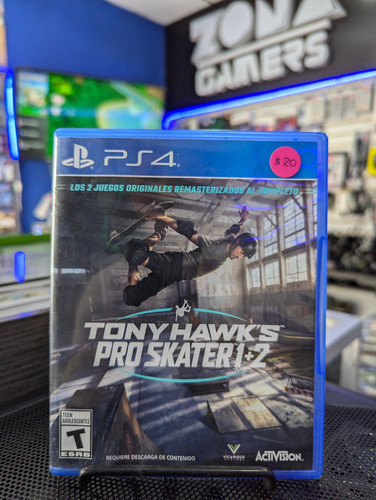 ZONA
GAMERS
PS4
$20
LOS 2 JUEGOS ORIGINALES REMASTERIZADOS AL COMPLETO
TONY HAWK'S
PRO SKATER 1+2
TEEN
ADOLESCENTES
T
ESRB
REQUIERE DESCARGA DE CONTENIDO
VICARIOUS
ACTIVISION